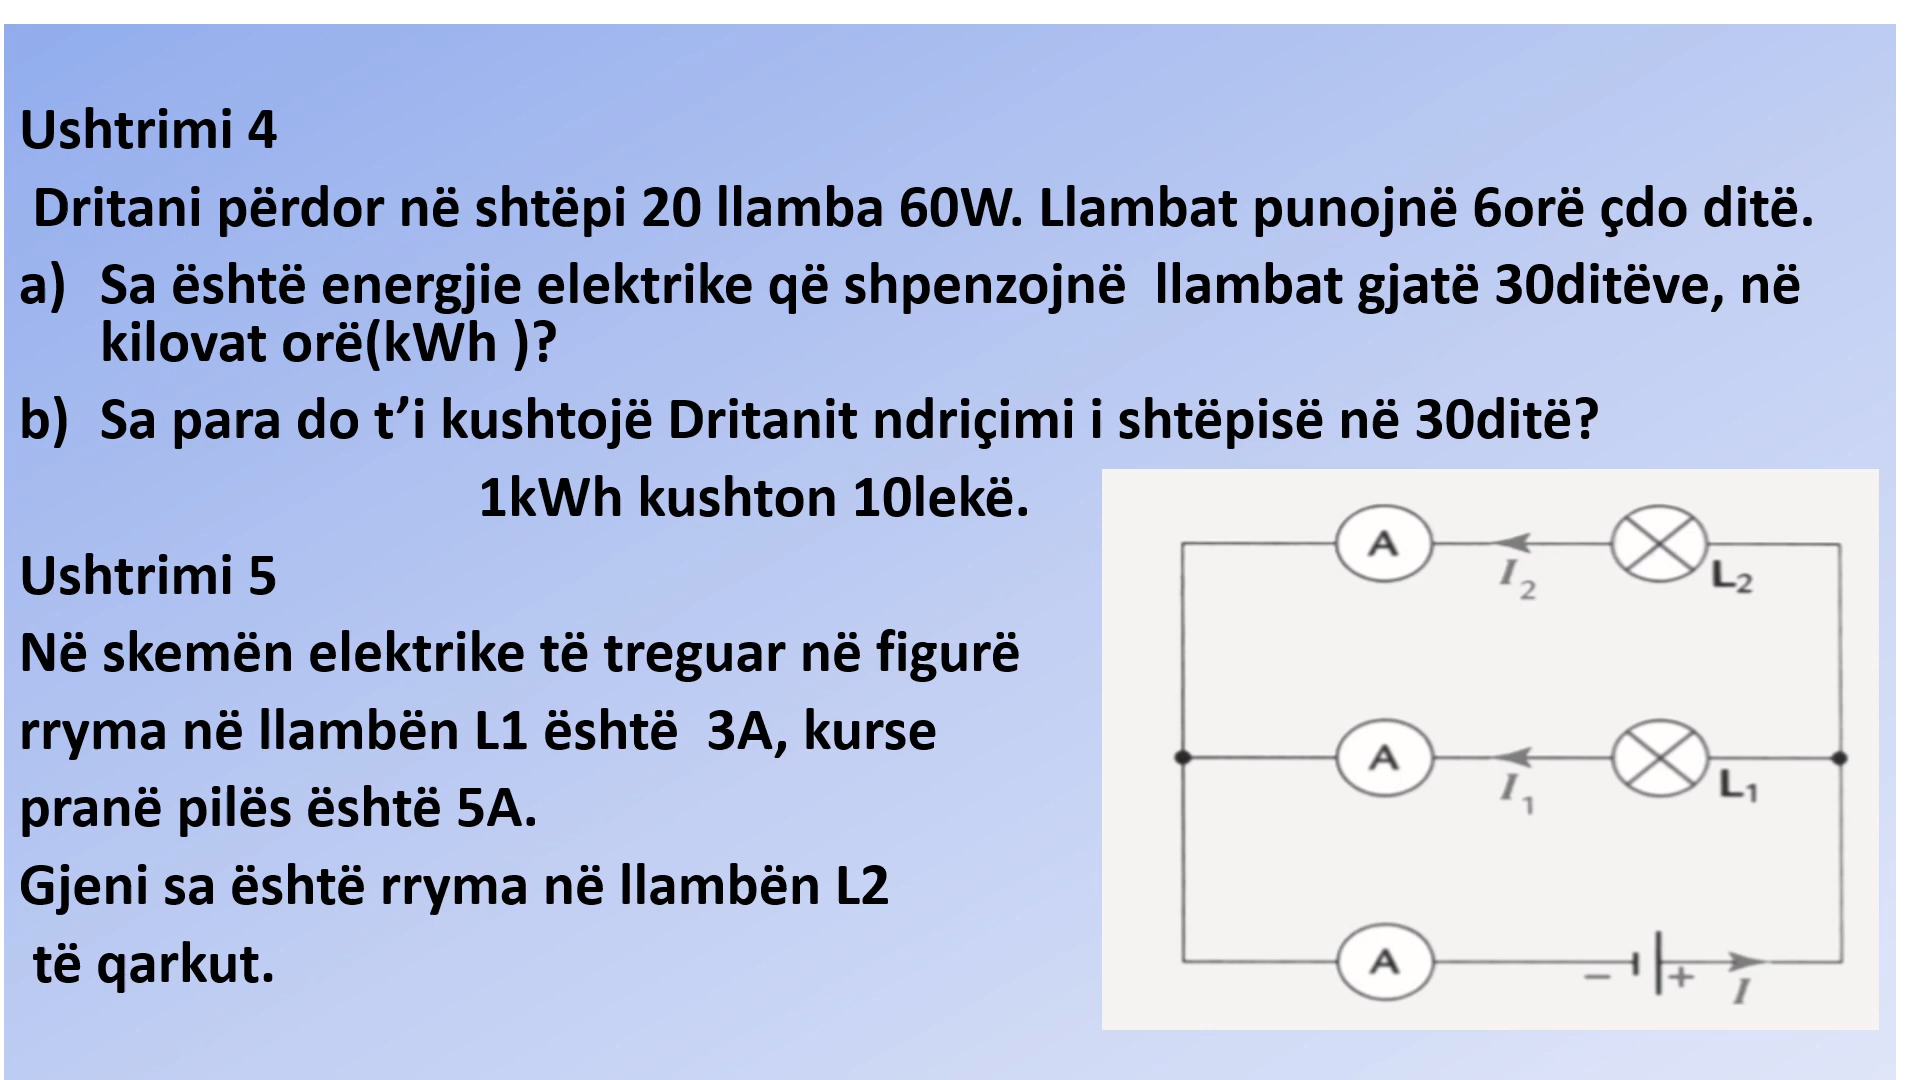 Ushtrimi 4
Dritani përdor në shtëpi 20 llamba 60W. Llambat punojnë 6orë çdo ditë.
a) Sa është energjie elektrike që shpenzojnë llambat gjatë 30ditëve, në
kilovat orë(kWh )?
b) Sa para do t’i kushtojë Dritanit ndriçimi i shtëpisë në 30ditë?
1kWh kushton 10lekë.
Ushtrimi 5
Në skemën elektrike të treguar në figurë
rryma në llambën L1 është 3A, kurse
pranë pilës është 5A.
Gjeni sa është rryma në llambën L2
të qarkut.
A I₂ L₂
A I₁ L₁
A − + I